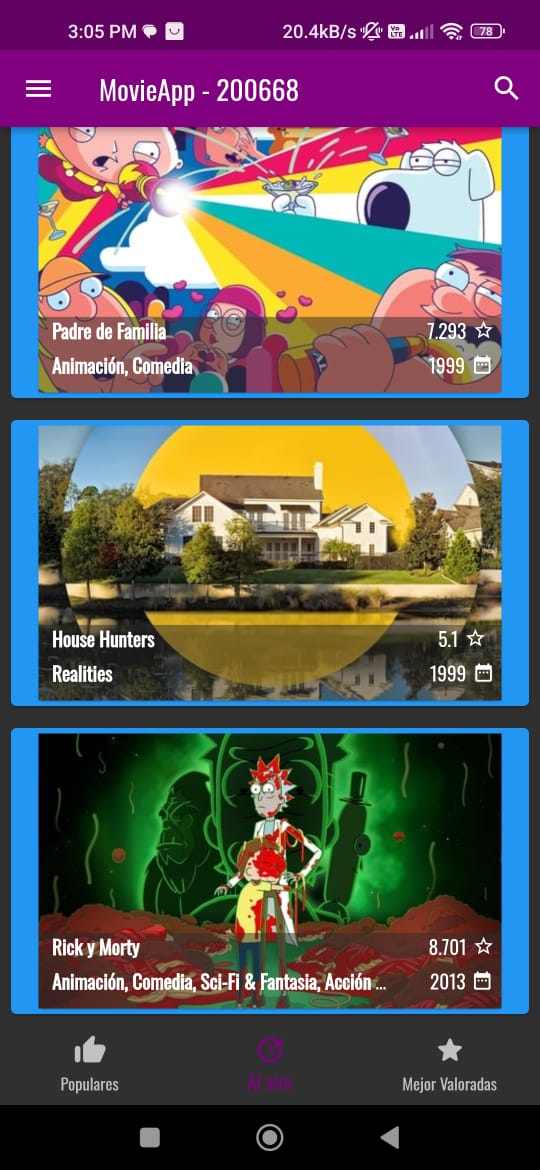 3:05 PM
20.4kB/s
Vo
LTE
78
MovieApp - 200668
Padre de Familia
7.293
Animación, Comedia
1999
House Hunters
5.1
Realities
1999
Rick y Morty
8.701
Animación, Comedia, Sci-Fi & Fantasia, Acción ...
2013
Populares
Al aire
Mejor Valoradas